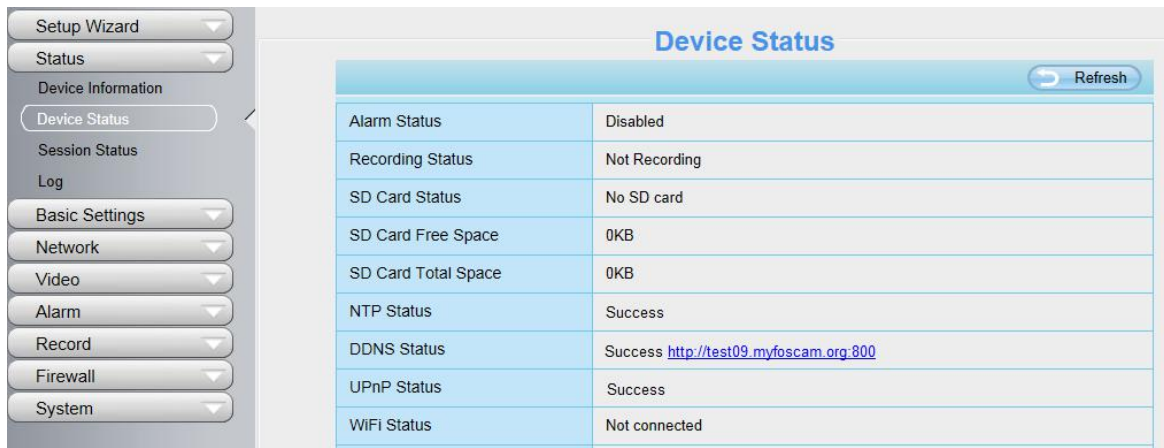 Setup Wizard
Status
Device Information
Device Status
Session Status
Log
Basic Settings
Network
Video
Alarm
Record
Firewall
System
Device Status
Refresh
Alarm Status Disabled
Recording Status Not Recording
SD Card Status No SD card
SD Card Free Space 0KB
SD Card Total Space 0KB
NTP Status Success
DDNS Status Success http://test09.myfoscam.org:800
UPnP Status Success
WiFi Status Not connected